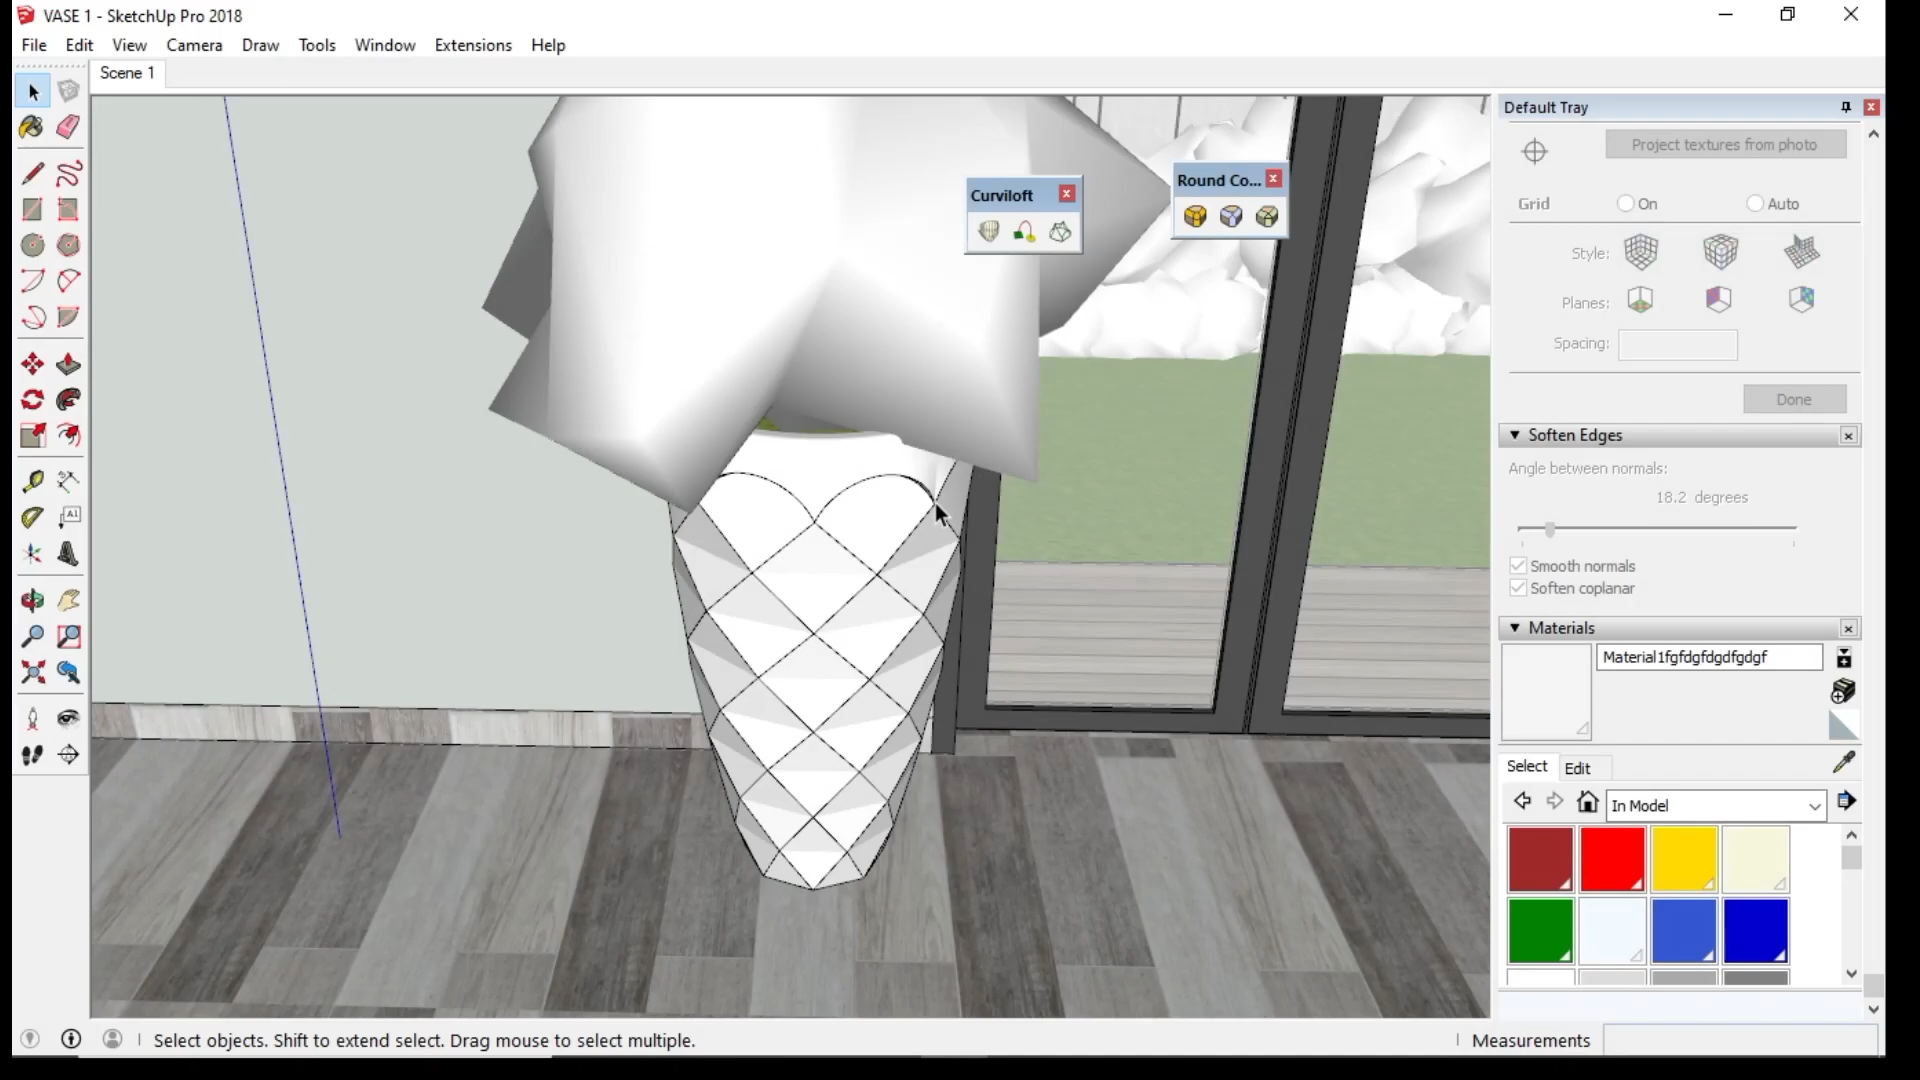 VASE 1 - SketchUp Pro 2018
File Edit View Camera Draw Tools Window Extensions Help
Scene 1
Default Tray
Project textures from photo
Grid On Auto
Style:
Planes:
Spacing:
Done
Curviloft
Round Co...
Soften Edges
Angle between normals:
18.2 degrees
Smooth normals
Soften coplanar
Materials
Material1fgfdgfdgdfgdgf
Select Edit
In Model
A1
Select objects. Shift to extend select. Drag mouse to select multiple.
Measurements